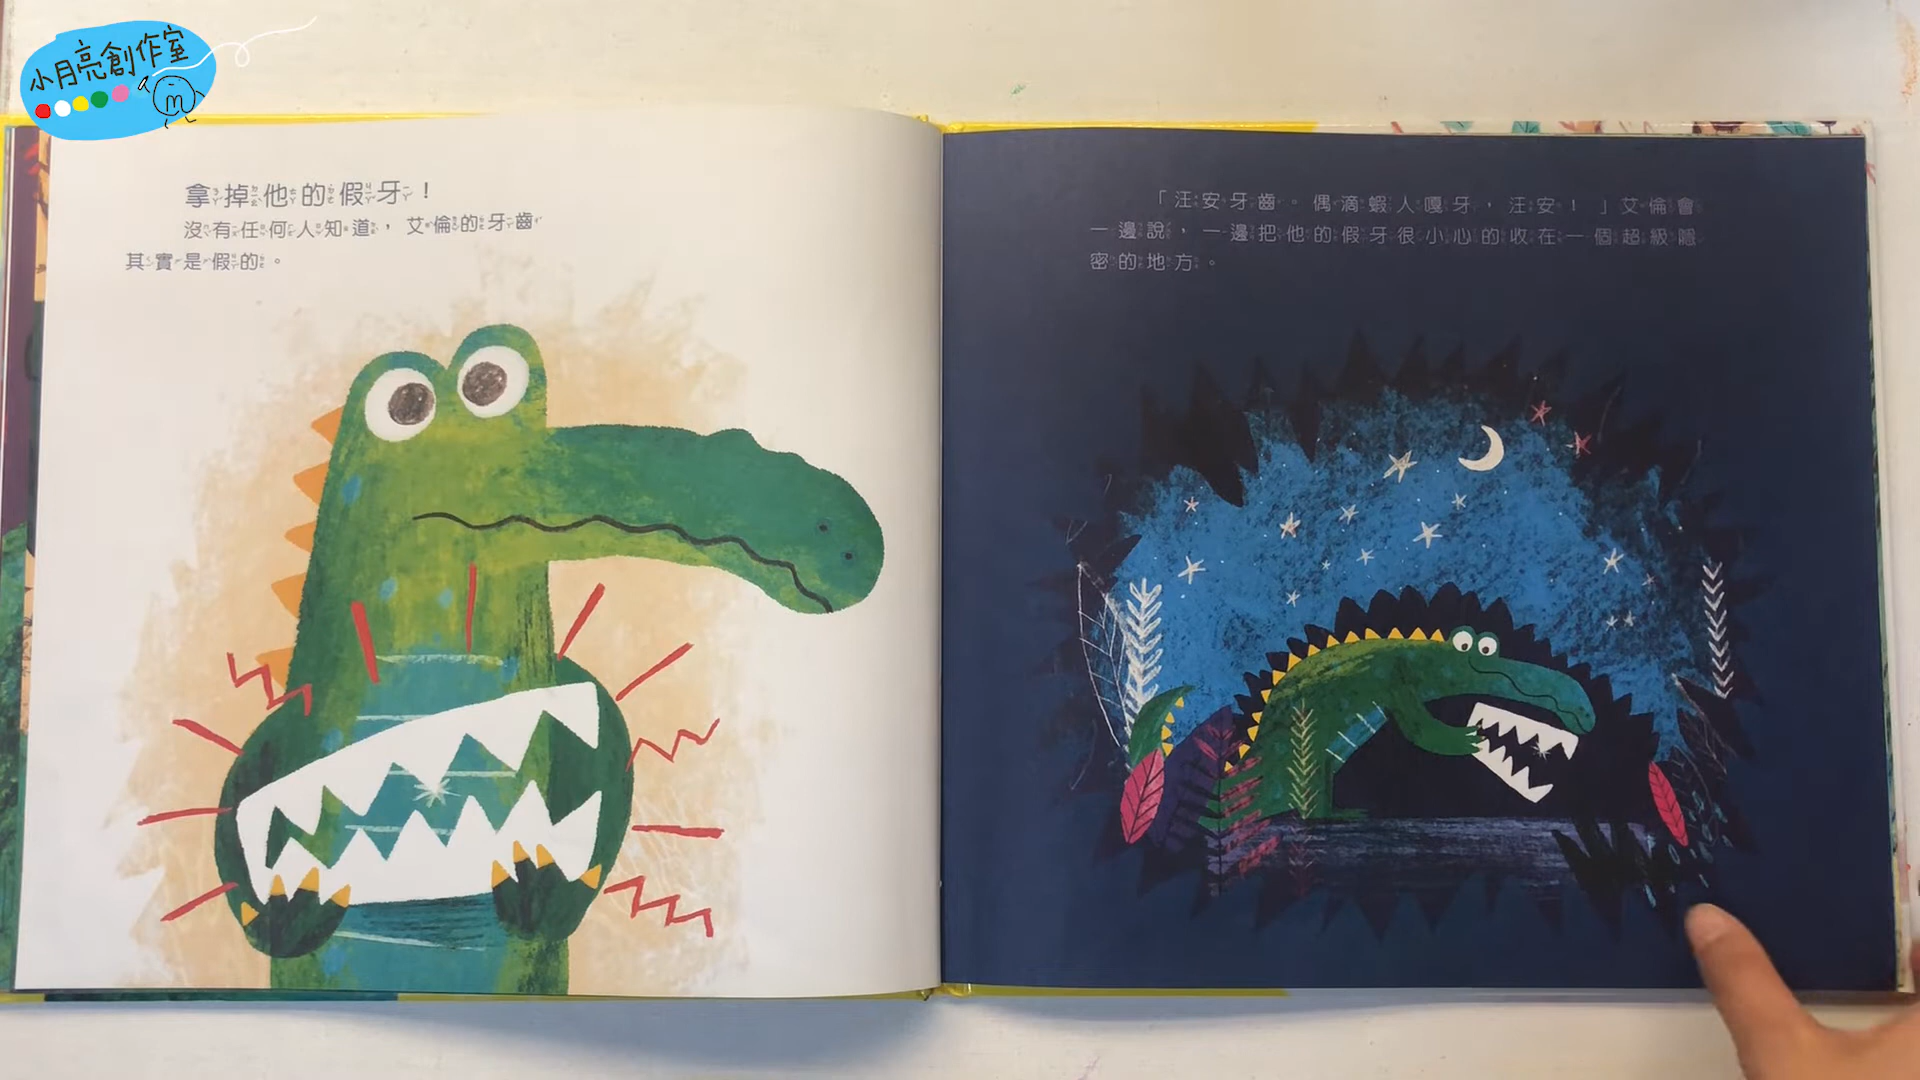 小月亮創作室
m
拿掉他的假牙！
沒有任何人知道，艾倫的牙齒
其實是假的。
「汪安牙齒。偶滴蝦人嘎牙，汪安！」艾倫會
一邊說，一邊把他的假牙很小心的收在一個超級隱
密的地方。